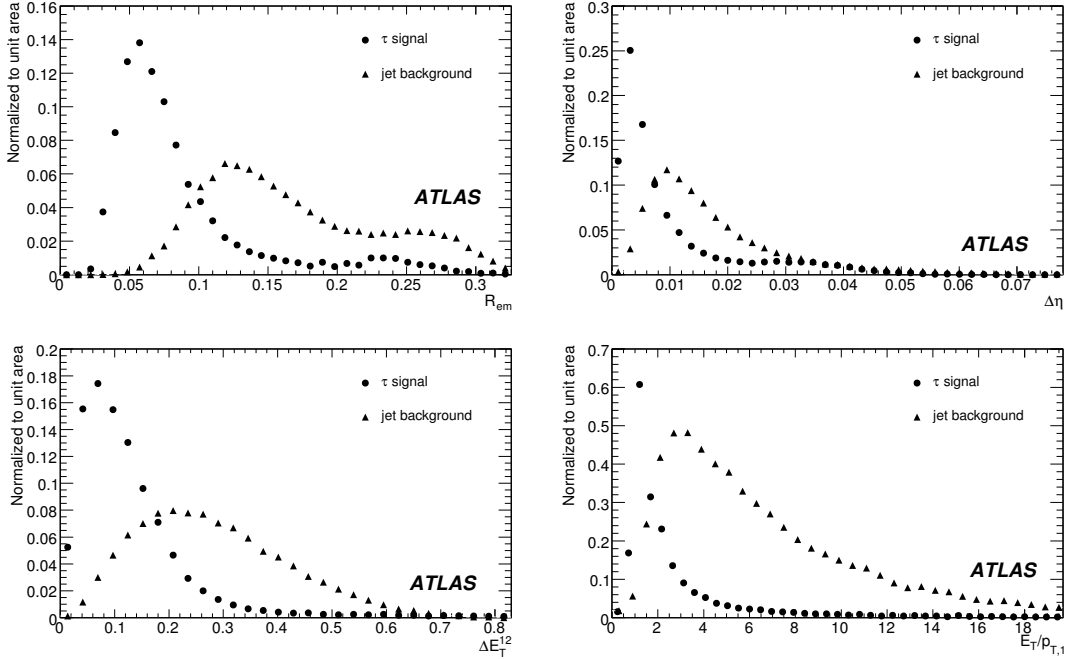 Normalized to unit area
0.16
0.14
0.12
0.1
0.08
0.06
0.04
0.02
0
τ signal
jet background
ATLAS
0.05 0.1 0.15 0.2 0.25 0.3
R_em
Normalized to unit area
0.3
0.25
0.2
0.15
0.1
0.05
0
τ signal
jet background
ATLAS
0 0.01 0.02 0.03 0.04 0.05 0.06 0.07
Δη
Normalized to unit area
0.2
0.18
0.16
0.14
0.12
0.1
0.08
0.06
0.04
0.02
0
τ signal
jet background
ATLAS
0 0.1 0.2 0.3 0.4 0.5 0.6 0.7 0.8
ΔE_T^12
Normalized to unit area
0.7
0.6
0.5
0.4
0.3
0.2
0.1
0
τ signal
jet background
ATLAS
0 2 4 6 8 10 12 14 16 18
E_T/p_T,1